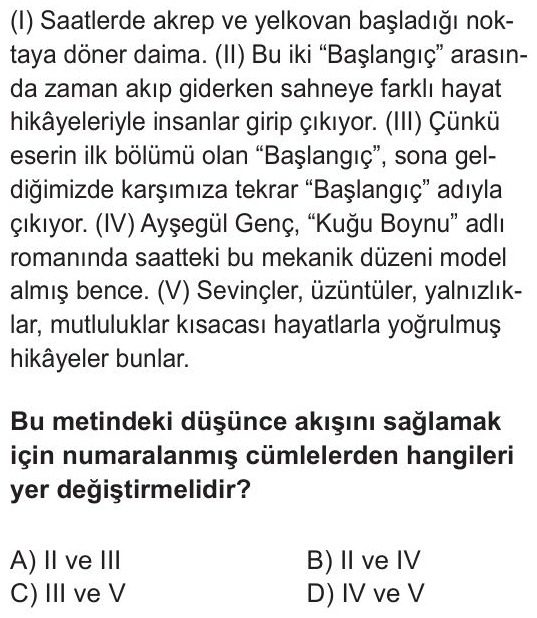 (I) Saatlerde akrep ve yelkovan başladığı nok-
taya döner daima. (II) Bu iki “Başlangıç” arasın-
da zaman akıp giderken sahneye farklı hayat
hikâyeleriyle insanlar girip çıkıyor. (III) Çünkü
eserin ilk bölümü olan “Başlangıç”, sona gel-
diğimizde karşımıza tekrar “Başlangıç” adıyla
çıkıyor. (IV) Ayşegül Genç, “Kuğu Boynu” adlı
romanında saatteki bu mekanik düzeni model
almış bence. (V) Sevinçler, üzüntüler, yalnızlık-
lar, mutluluklar kısacası hayatlarla yoğrulmuş
hikâyeler bunlar.
Bu metindeki düşünce akışını sağlamak
için numaralanmış cümlelerden hangileri
yer değiştirmelidir?
A) II ve III
B) II ve IV
C) III ve V
D) IV ve V